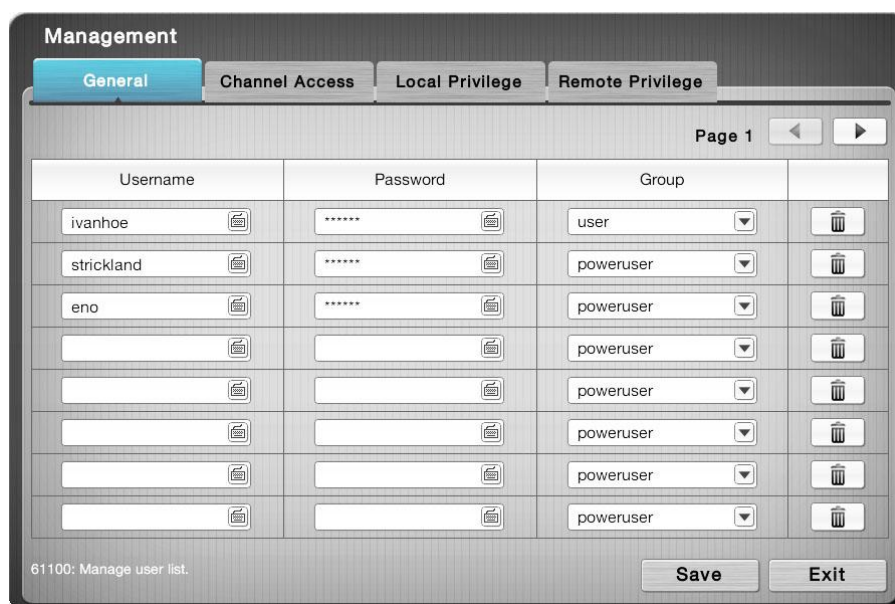 Management
General Channel Access Local Privilege Remote Privilege
Page 1
Username Password Group
ivanhoe ****** user
strickland ****** poweruser
eno ****** poweruser
poweruser
poweruser
poweruser
poweruser
poweruser
61100: Manage user list.
Save Exit